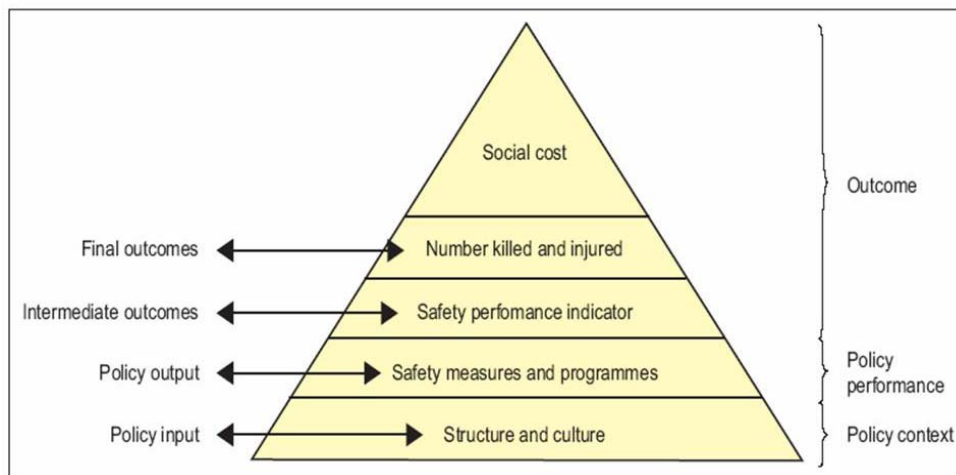 Social cost
Outcome
Final outcomes
Number killed and injured
Intermediate outcomes
Safety perfomance indicator
Policy output
Safety measures and programmes
Policy
performance
Policy input
Structure and culture
Policy context